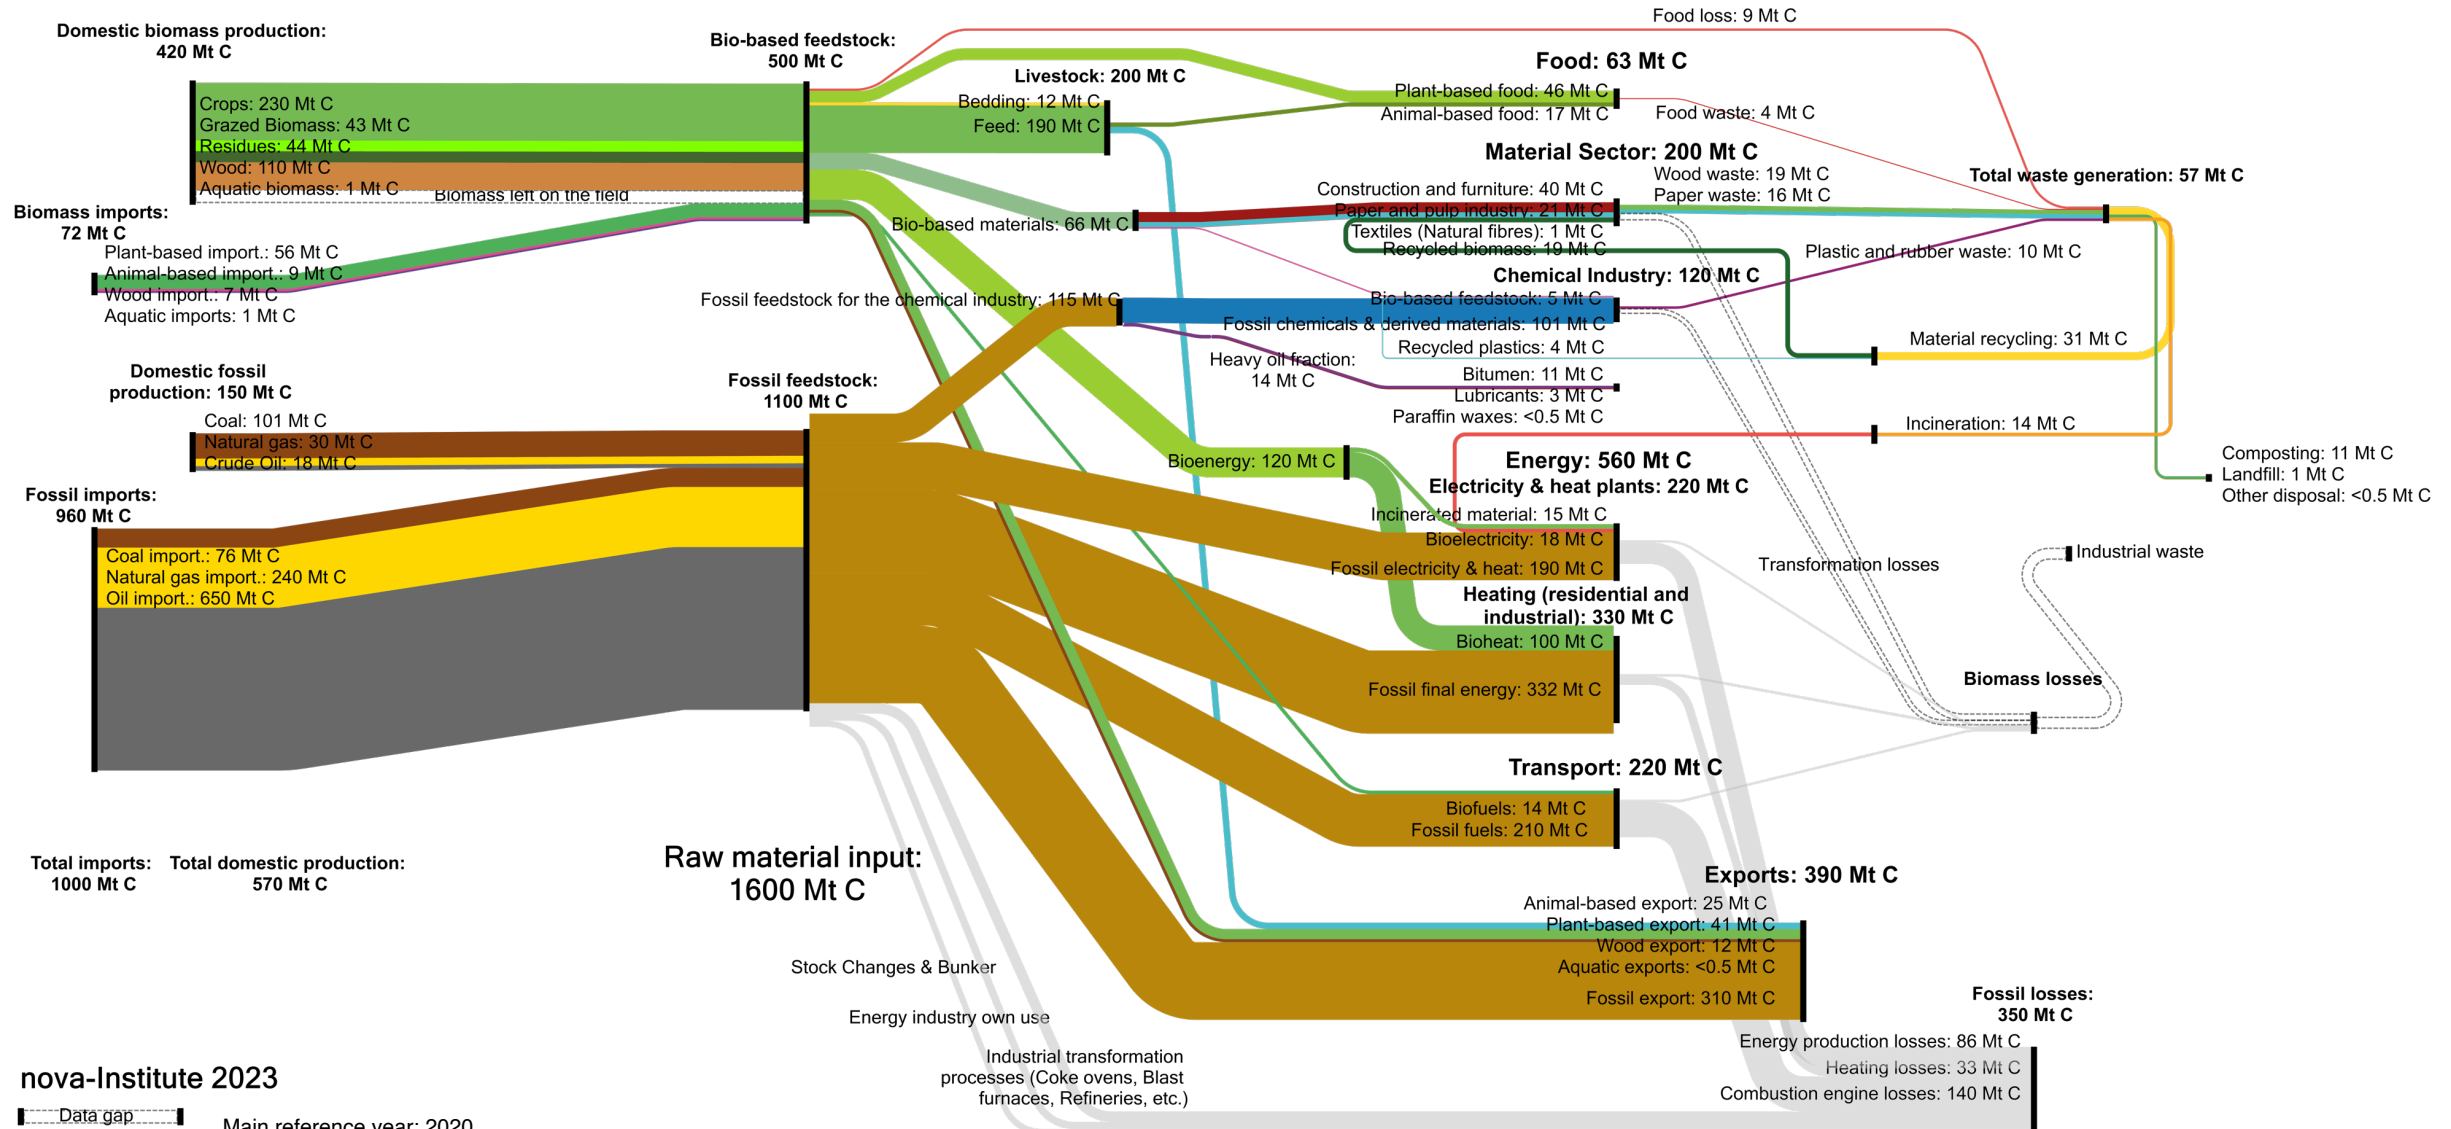 Food loss: 9 Mt C
Domestic biomass production:
420 Mt C
Bio-based feedstock:
500 Mt C
Food: 63 Mt C
Livestock: 200 Mt C
Crops: 230 Mt C
Grazed Biomass: 43 Mt C
Residues: 44 Mt C
Wood: 110 Mt C
Aquatic biomass: 1 Mt C
Biomass left on the field
Bedding: 12 Mt C
Feed: 190 Mt C
Plant-based food: 46 Mt C
Animal-based food: 17 Mt C
Food waste: 4 Mt C
Material Sector: 200 Mt C
Wood waste: 19 Mt C
Paper waste: 16 Mt C
Total waste generation: 57 Mt C
Construction and furniture: 40 Mt C
Paper and pulp industry: 21 Mt C
Textiles (Natural fibres): 1 Mt C
Recycled biomass: 19 Mt C
Bio-based materials: 66 Mt C
Plastic and rubber waste: 10 Mt C
Biomass imports:
72 Mt C
Plant-based import.: 56 Mt C
Animal-based import.: 9 Mt C
Wood import.: 7 Mt C
Aquatic imports: 1 Mt C
Chemical Industry: 120 Mt C
Fossil feedstock for the chemical industry: 115 Mt C
Bio-based feedstock: 5 Mt C
Fossil chemicals & derived materials: 101 Mt C
Recycled plastics: 4 Mt C
Material recycling: 31 Mt C
Heavy oil fraction:
14 Mt C
Bitumen: 11 Mt C
Lubricants: 3 Mt C
Paraffin waxes: <0.5 Mt C
Domestic fossil
production: 150 Mt C
Fossil feedstock:
1100 Mt C
Coal: 101 Mt C
Natural gas: 30 Mt C
Crude Oil: 18 Mt C
Incineration: 14 Mt C
Composting: 11 Mt C
Landfill: 1 Mt C
Other disposal: <0.5 Mt C
Bioenergy: 120 Mt C
Energy: 560 Mt C
Electricity & heat plants: 220 Mt C
Incinerated material: 15 Mt C
Bioelectricity: 18 Mt C
Fossil electricity & heat: 190 Mt C
Fossil imports:
960 Mt C
Coal import.: 76 Mt C
Natural gas import.: 240 Mt C
Oil import.: 650 Mt C
Transformation losses
Industrial waste
Heating (residential and
industrial): 330 Mt C
Bioheat: 100 Mt C
Fossil final energy: 332 Mt C
Biomass losses
Transport: 220 Mt C
Biofuels: 14 Mt C
Fossil fuels: 210 Mt C
Total imports:
1000 Mt C
Total domestic production:
570 Mt C
Raw material input:
1600 Mt C
Exports: 390 Mt C
Animal-based export: 25 Mt C
Plant-based export: 41 Mt C
Wood export: 12 Mt C
Aquatic exports: <0.5 Mt C
Fossil export: 310 Mt C
Stock Changes & Bunker
Energy industry own use
Industrial transformation
processes (Coke ovens, Blast
furnaces, Refineries, etc.)
Fossil losses:
350 Mt C
Energy production losses: 86 Mt C
Heating losses: 33 Mt C
Combustion engine losses: 140 Mt C
nova-Institute 2023
Data gap
Main reference year: 2020